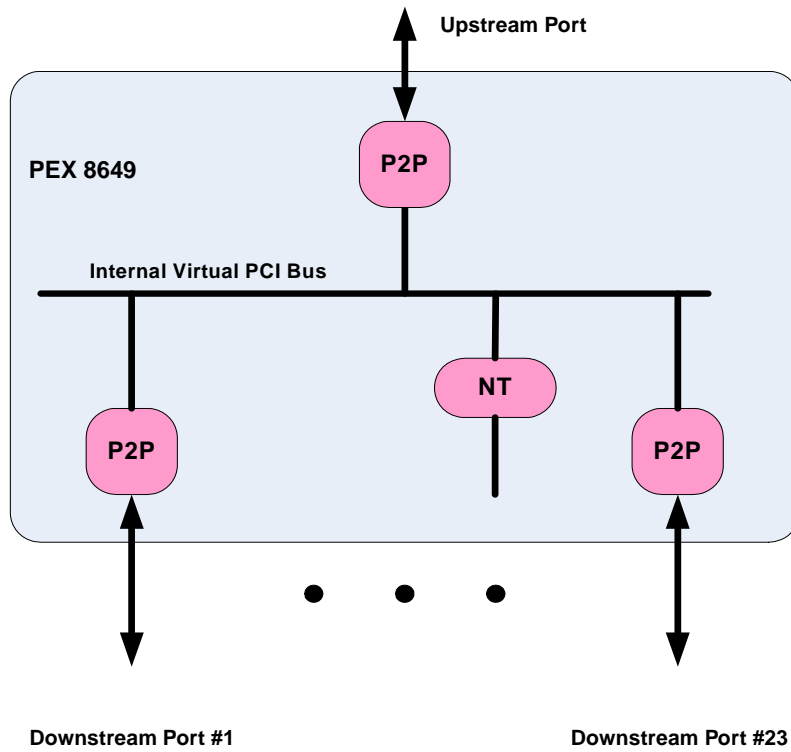 Upstream Port
P2P
PEX 8649
Internal Virtual PCI Bus
NT
P2P
P2P
Downstream Port #1
Downstream Port #23